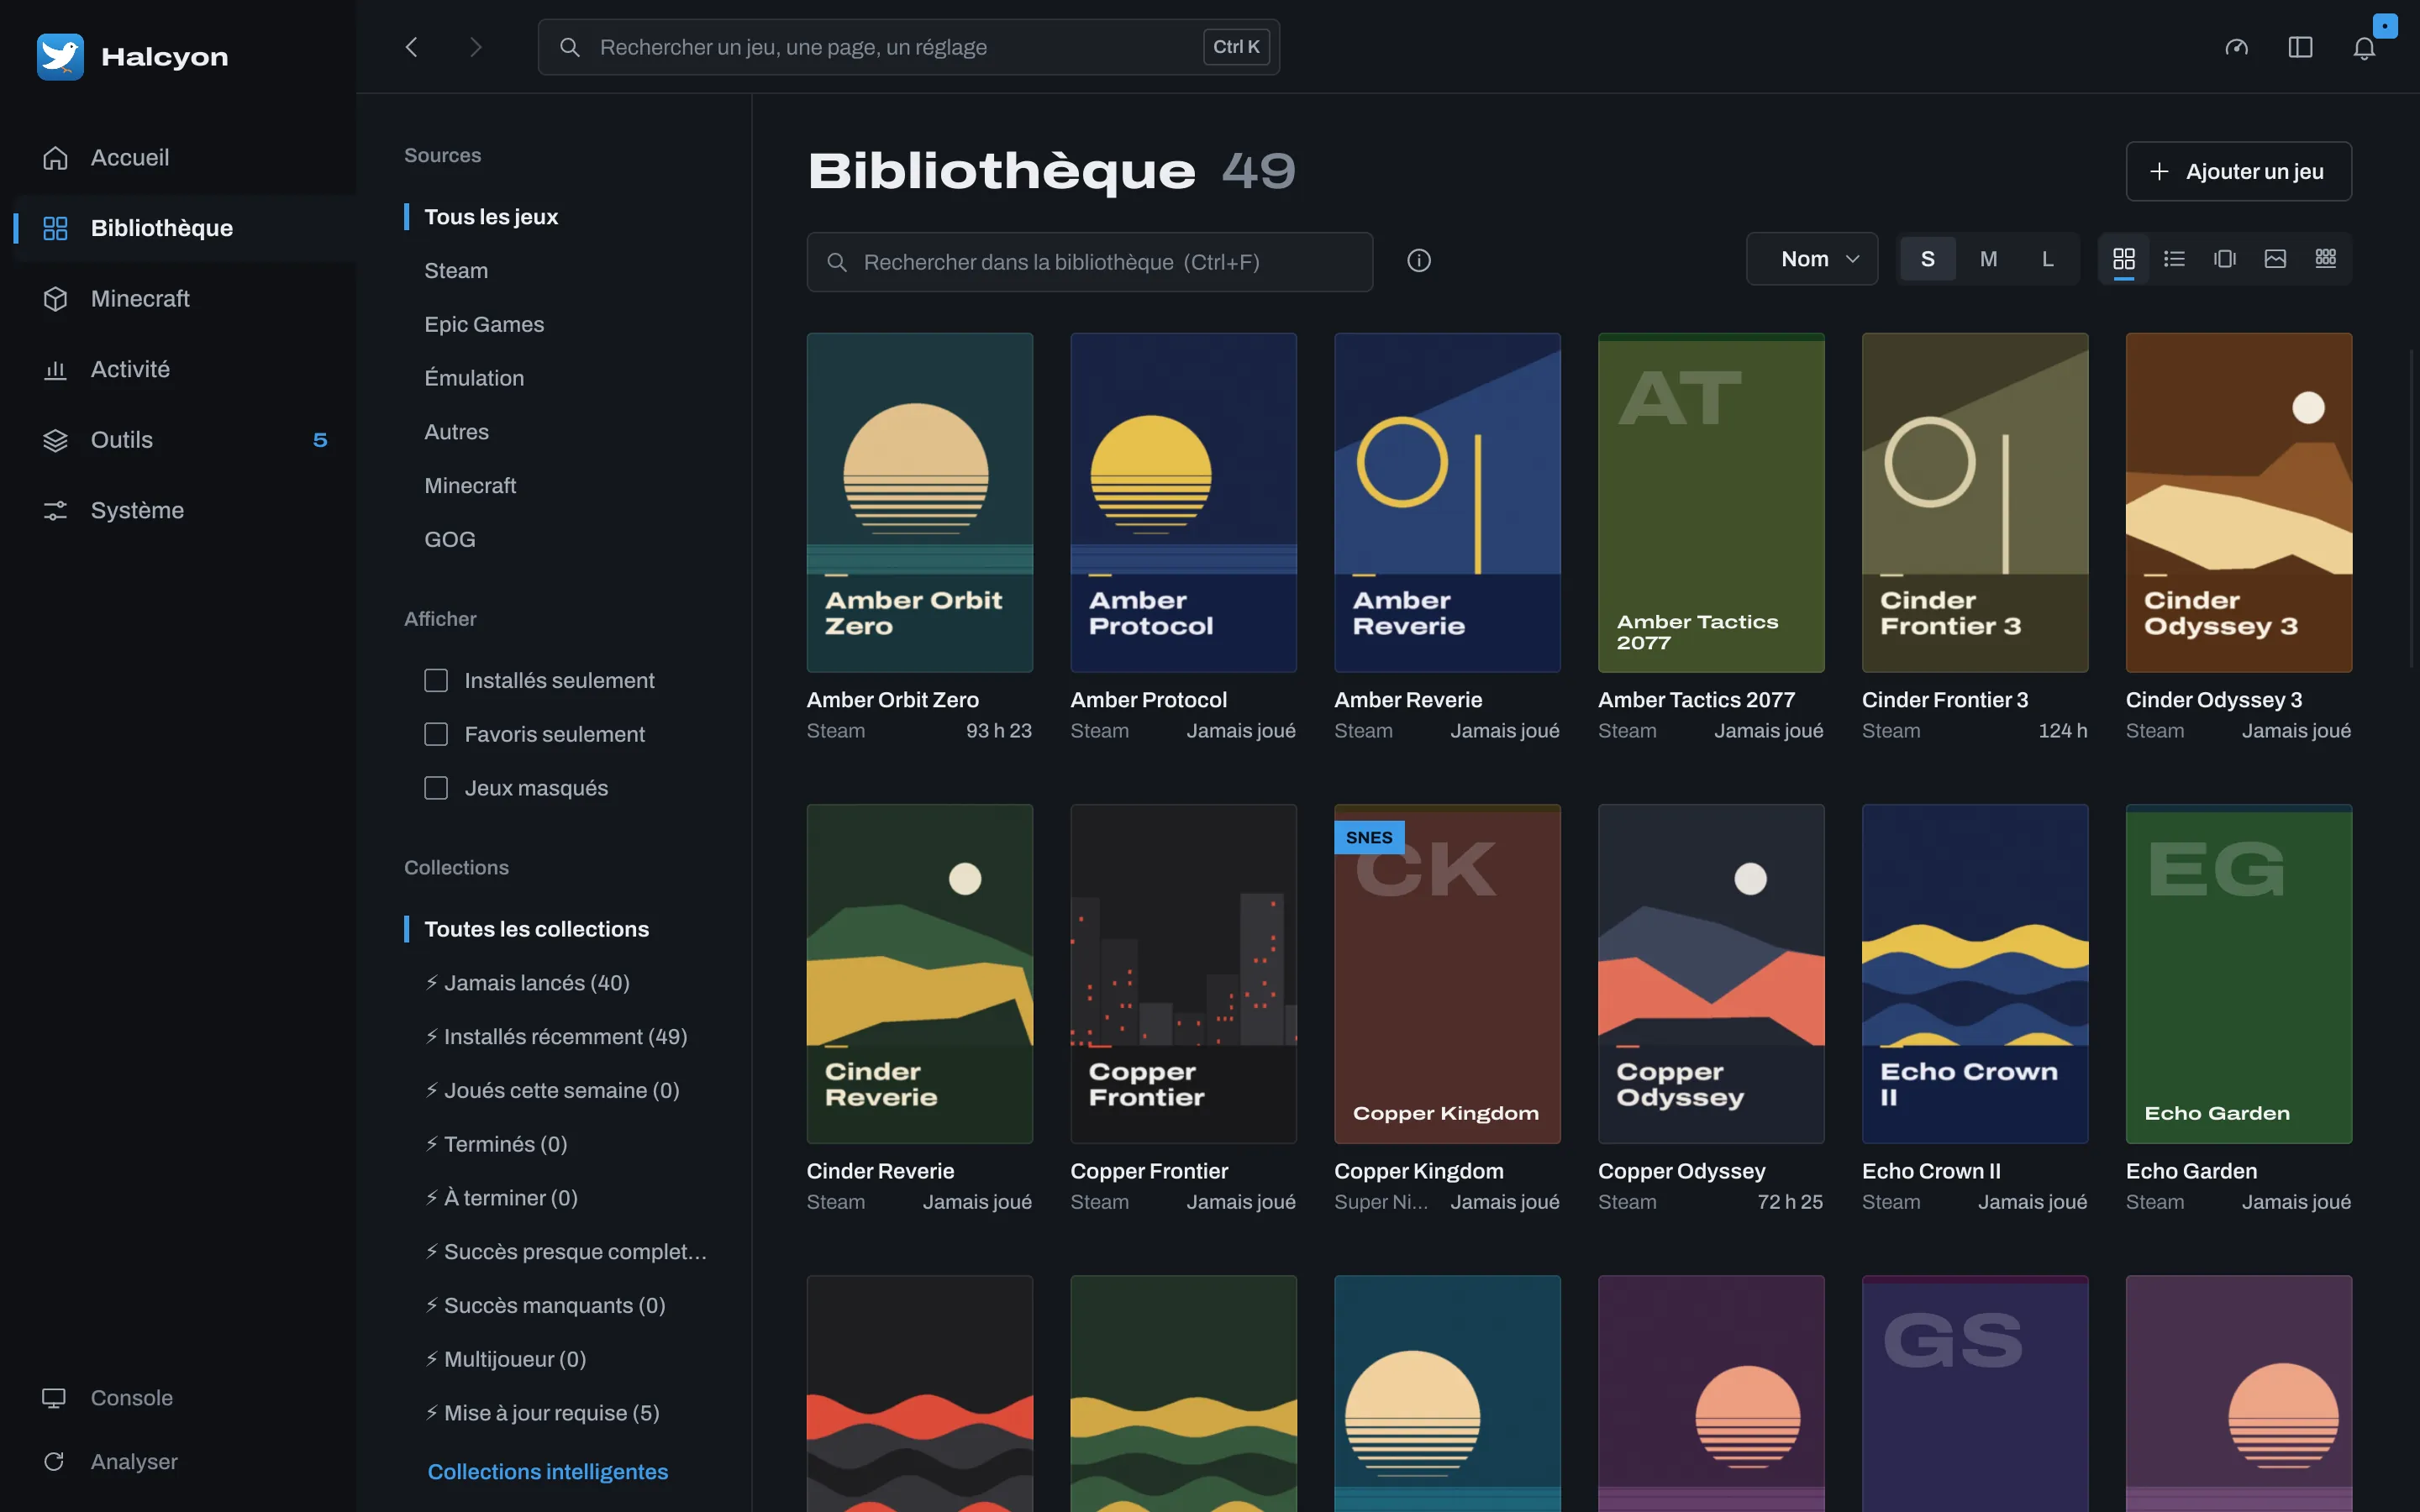 Halcyon
Accueil
Bibliothèque
Minecraft
Activité
Outils 5
Système
Console
Analyser
Rechercher un jeu, une page, un réglage Ctrl K
Sources
Tous les jeux
Steam
Epic Games
Émulation
Autres
Minecraft
GOG
Afficher
Installés seulement
Favoris seulement
Jeux masqués
Collections
Toutes les collections
⚡ Jamais lancés (40)
⚡ Installés récemment (49)
⚡ Joués cette semaine (0)
⚡ Terminés (0)
⚡ À terminer (0)
⚡ Succès presque complet...
⚡ Succès manquants (0)
⚡ Multijoueur (0)
⚡ Mise à jour requise (5)
Collections intelligentes
Bibliothèque 49
Ajouter un jeu
Rechercher dans la bibliothèque (Ctrl+F)
Nom
S M L
Amber Orbit
Zero
Amber Orbit Zero
Steam 93 h 23
Amber
Protocol
Amber Protocol
Steam Jamais joué
Amber
Reverie
Amber Reverie
Steam Jamais joué
AT
Amber Tactics
2077
Amber Tactics 2077
Steam Jamais joué
Cinder
Frontier 3
Cinder Frontier 3
Steam 124 h
Cinder
Odyssey 3
Cinder Odyssey 3
Steam Jamais joué
Cinder
Reverie
Cinder Reverie
Steam Jamais joué
Copper
Frontier
Copper Frontier
Steam Jamais joué
SNES
CK
Copper Kingdom
Copper Kingdom
Super Ni... Jamais joué
Copper
Odyssey
Copper Odyssey
Steam 72 h 25
Echo Crown
II
Echo Crown II
Steam Jamais joué
EG
Echo Garden
Echo Garden
Steam Jamais joué
GS